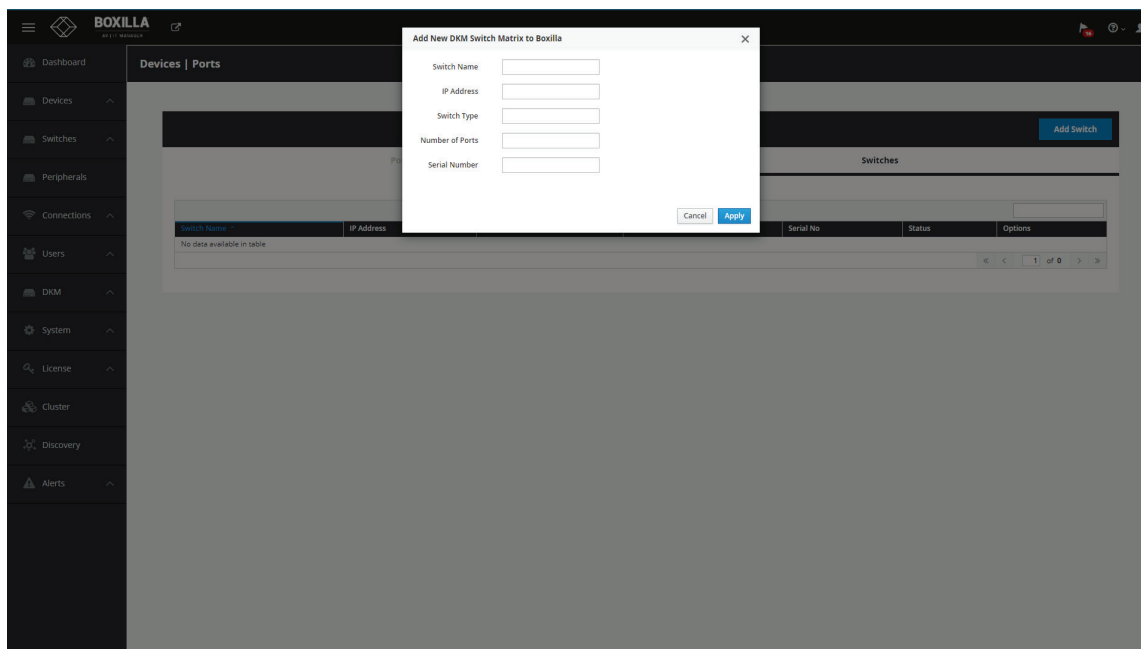 BOXILLA
Add New DKM Switch Matrix to Boxilla
16
Dashboard
Devices | Ports
Switch Name
IP Address
Devices
Switch Type
Add Switch
Switches
Number of Ports
Serial Number
Switches
Peripherals
Connections
Cancel
Apply
Switch Name
IP Address
Serial No
Status
Options
No data available in table
Users
1 of 0
DKM
System
License
Cluster
Discovery
Alerts